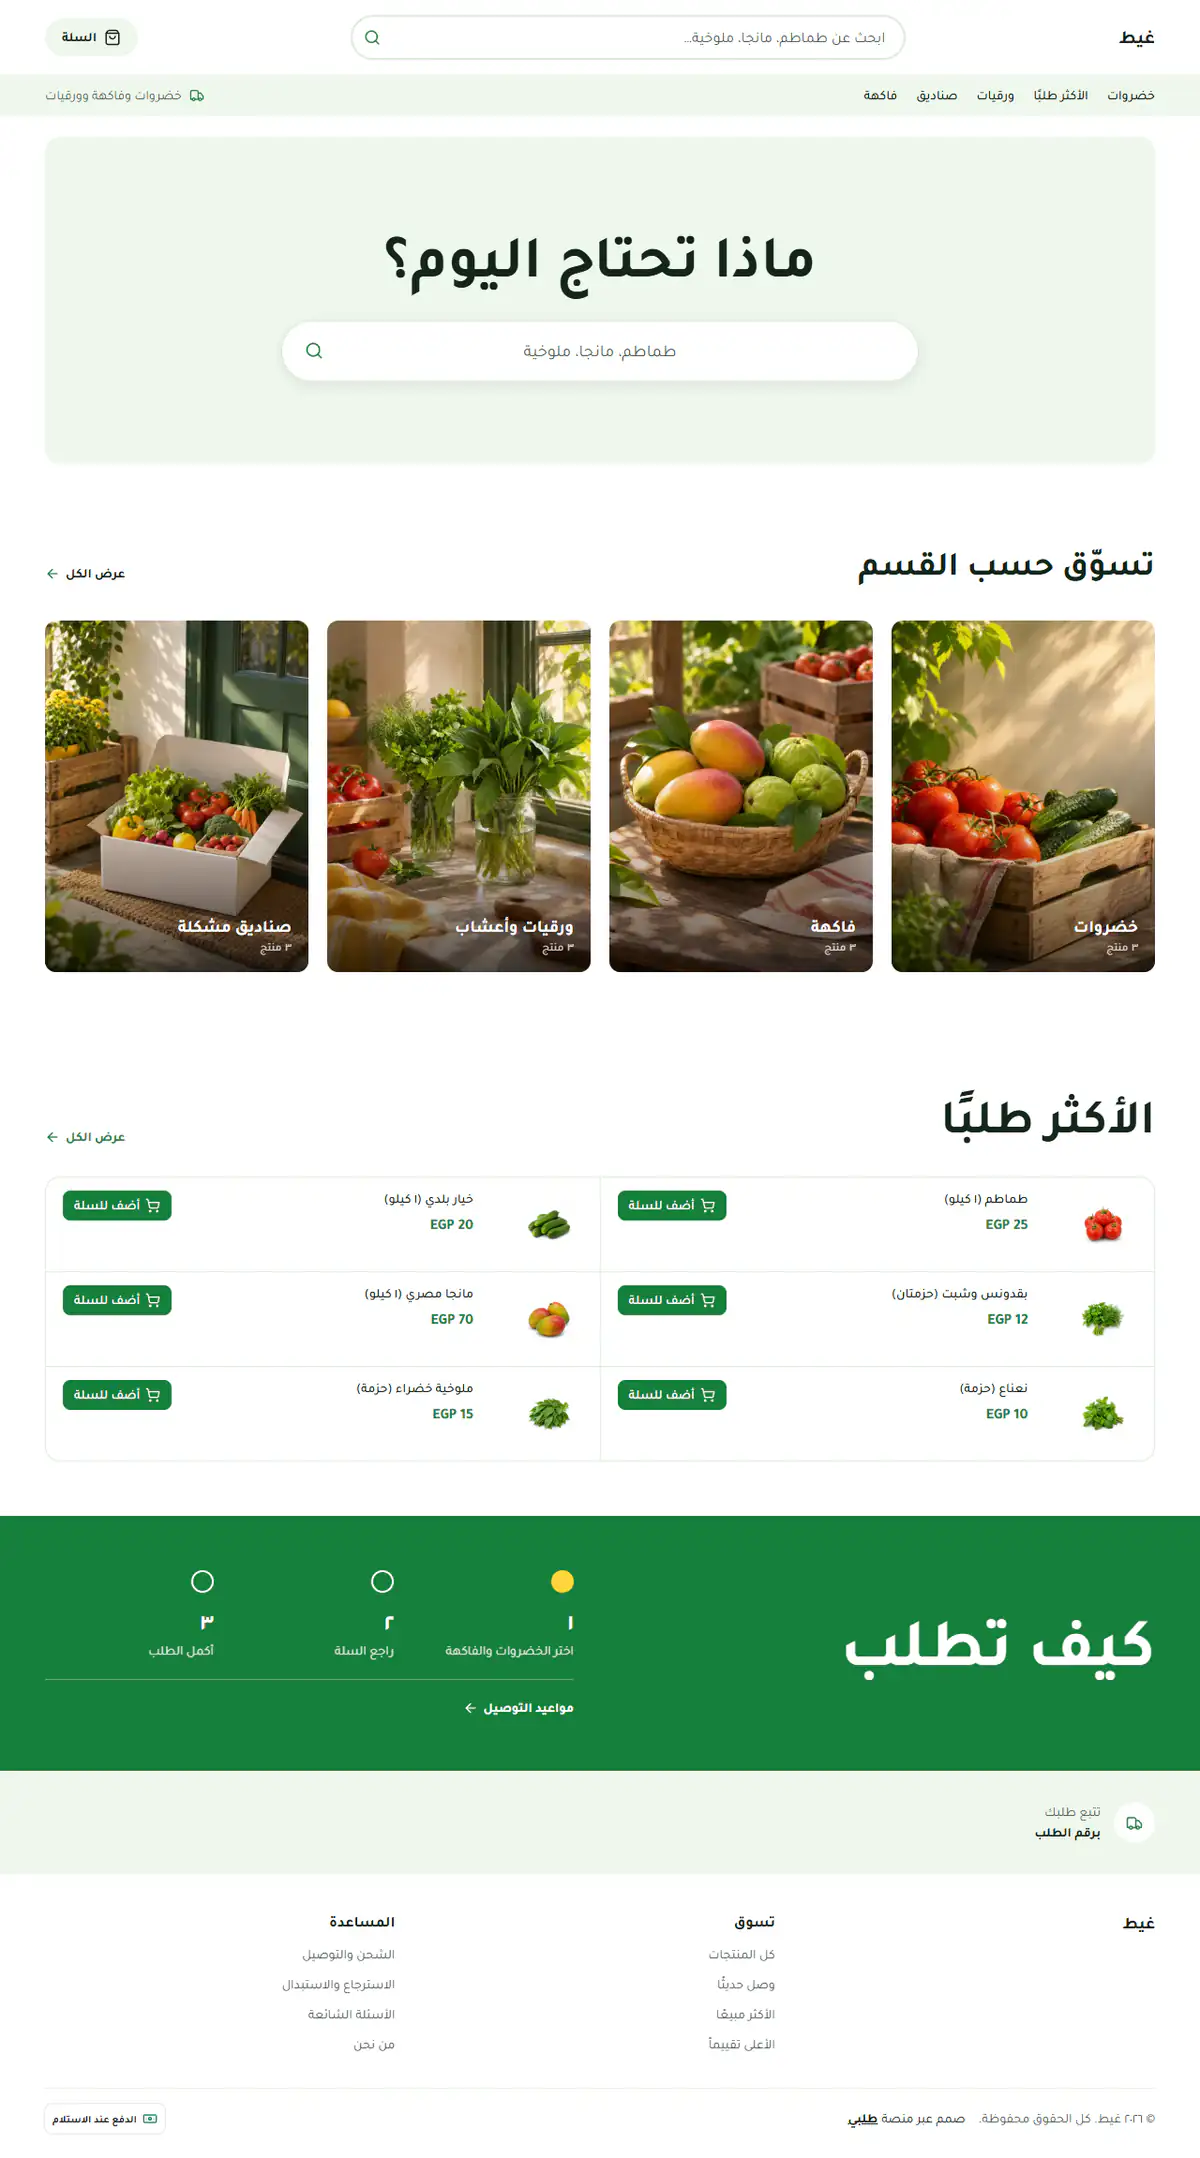 غيط
ابحث عن طماطم، مانجا، ملوخية...
السلة
خضروات
الأكثر طلبًا
ورقيات
صناديق
فاكهة
خضروات وفاكهة وورقيات
ماذا تحتاج اليوم؟
طماطم، مانجا، ملوخية
تسوّق حسب القسم
عرض الكل
خضروات
٣ منتج
فاكهة
٣ منتج
ورقيات وأعشاب
٣ منتج
صناديق مشكلة
٣ منتج
الأكثر طلبًا
عرض الكل
طماطم (١ كيلو)
EGP 25
أضف للسلة
خيار بلدي (١ كيلو)
EGP 20
أضف للسلة
بقدونس وشبت (حزمتان)
EGP 12
أضف للسلة
مانجا مصري (١ كيلو)
EGP 70
أضف للسلة
نعناع (حزمة)
EGP 10
أضف للسلة
ملوخية خضراء (حزمة)
EGP 15
أضف للسلة
كيف تطلب
١
اختر الخضروات والفاكهة
٢
راجع السلة
٣
أكمل الطلب
مواعيد التوصيل
تتبع طلبك
برقم الطلب
غيط
تسوق
كل المنتجات
وصل حديثًا
الأكثر مبيعًا
الأعلى تقييماً
المساعدة
الشحن والتوصيل
الاسترجاع والاستبدال
الأسئلة الشائعة
من نحن
© ٢٠٢٦ غيط. كل الحقوق محفوظة.
صمم عبر منصة طلبي
الدفع عند الاستلام